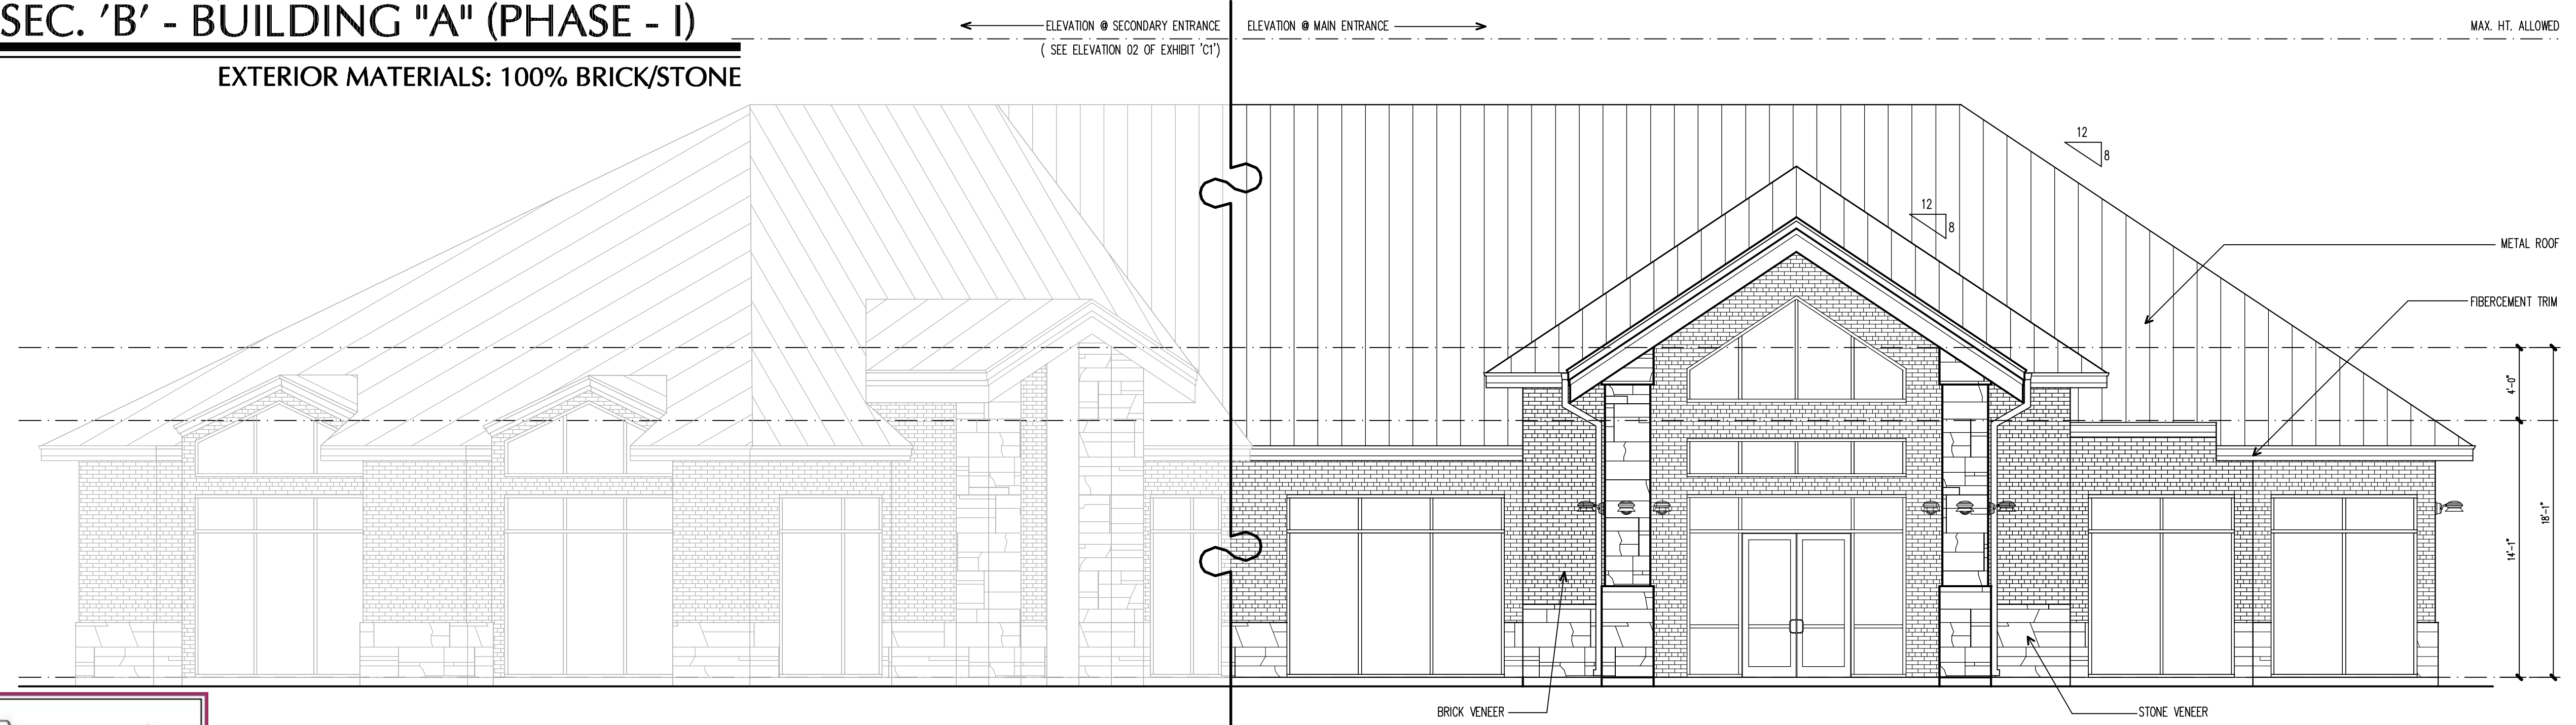 SEC. 'B' - BUILDING "A" (PHASE - I)
EXTERIOR MATERIALS: 100% BRICK/STONE
ELEVATION @ SECONDARY ENTRANCE
( SEE ELEVATION 02 OF EXHIBIT 'C1')
ELEVATION @ MAIN ENTRANCE
MAX. HT. ALLOWED
12
8
12
8
METAL ROOF
FIBERCEMENT TRIM
4'-0"
18'-1"
14'-1"
BRICK VENEER
STONE VENEER